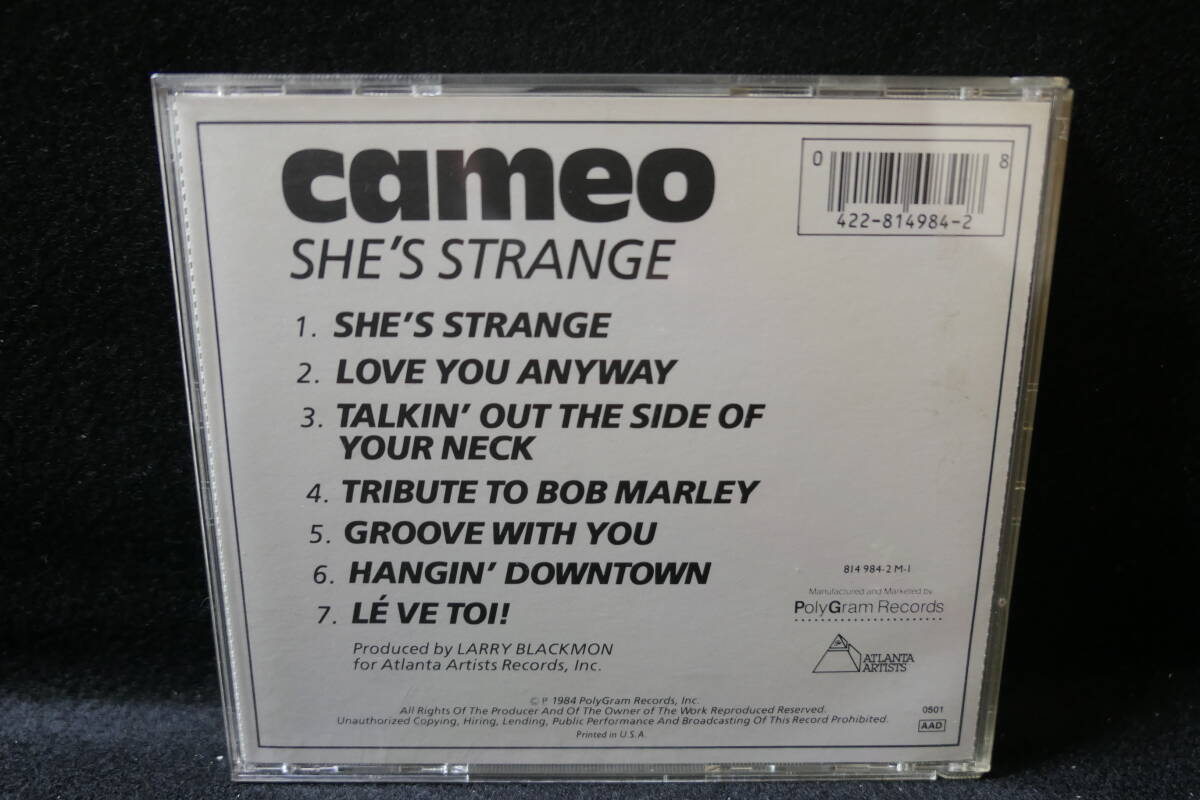 cameo
SHE'S STRANGE
0 8
422-814984-2
1. SHE'S STRANGE
2. LOVE YOU ANYWAY
3. TALKIN' OUT THE SIDE OF
YOUR NECK
4. TRIBUTE TO BOB MARLEY
5. GROOVE WITH YOU
6. HANGIN' DOWNTOWN
7. LÉ VE TOI!
Produced by LARRY BLACKMON
for Atlanta Artists Records, Inc.
814 984-2 M-1
Manufactured and Marketed by
PolyGram Records
ATLANTA
ARTISTS
© ℗ 1984 PolyGram Records, Inc.
All Rights Of The Producer And Of The Owner of The Work Reproduced Reserved.
Unauthorized Copying, Hiring, Lending, Public Performance And Broadcasting Of This Record Prohibited.
Printed in U.S.A.
0501
AAD